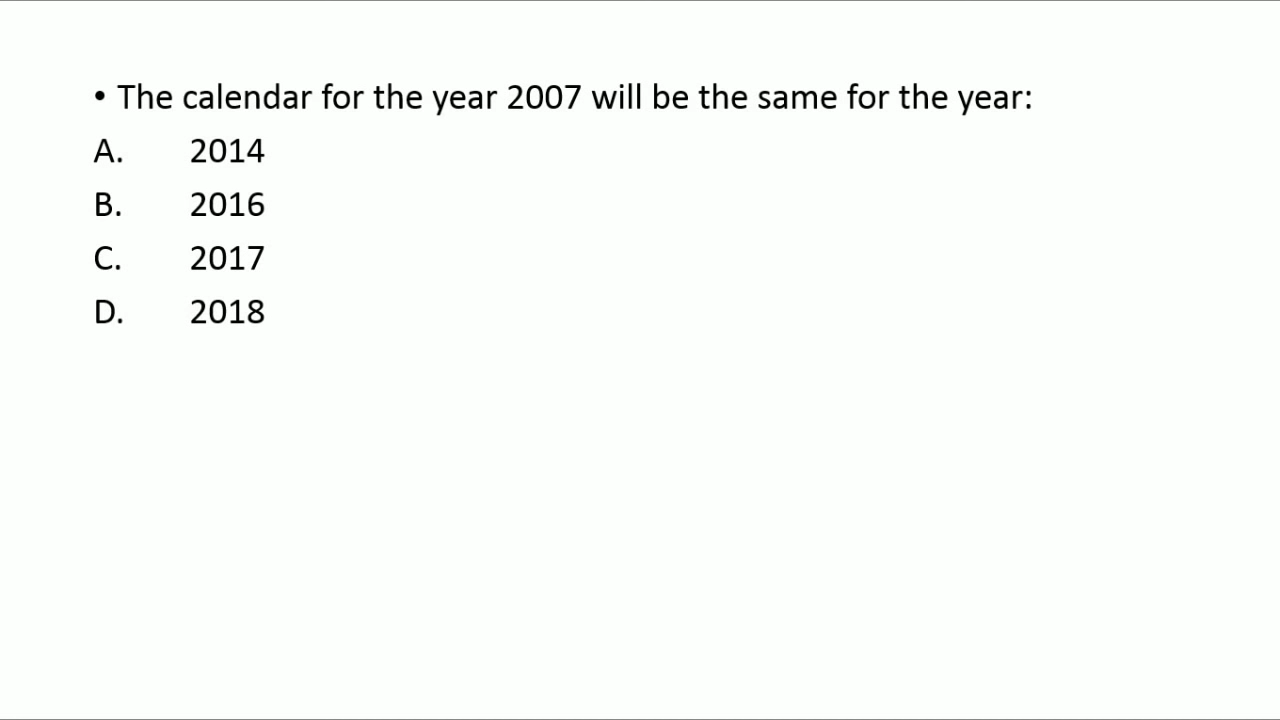 • The calendar for the year 2007 will be the same for the year:
A. 2014
B. 2016
C. 2017
D. 2018